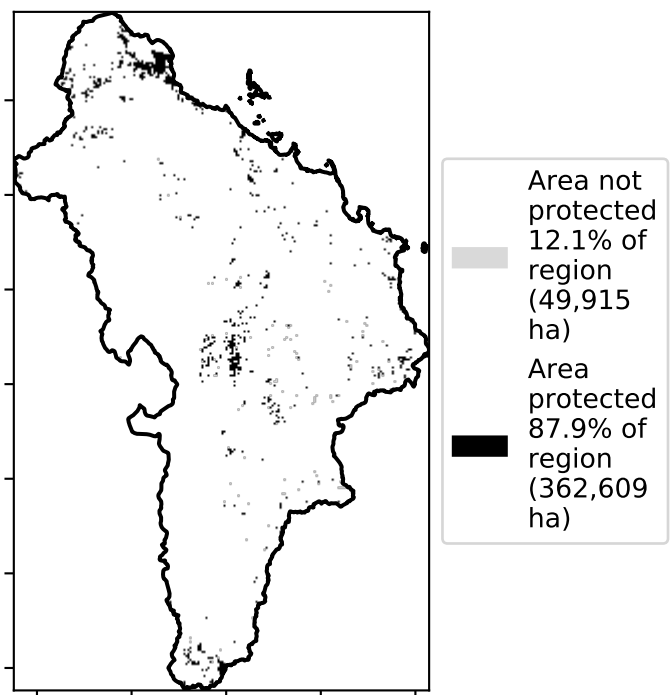 Area not
protected
12.1% of
region
(49,915
ha)
Area
protected
87.9% of
region
(362,609
ha)